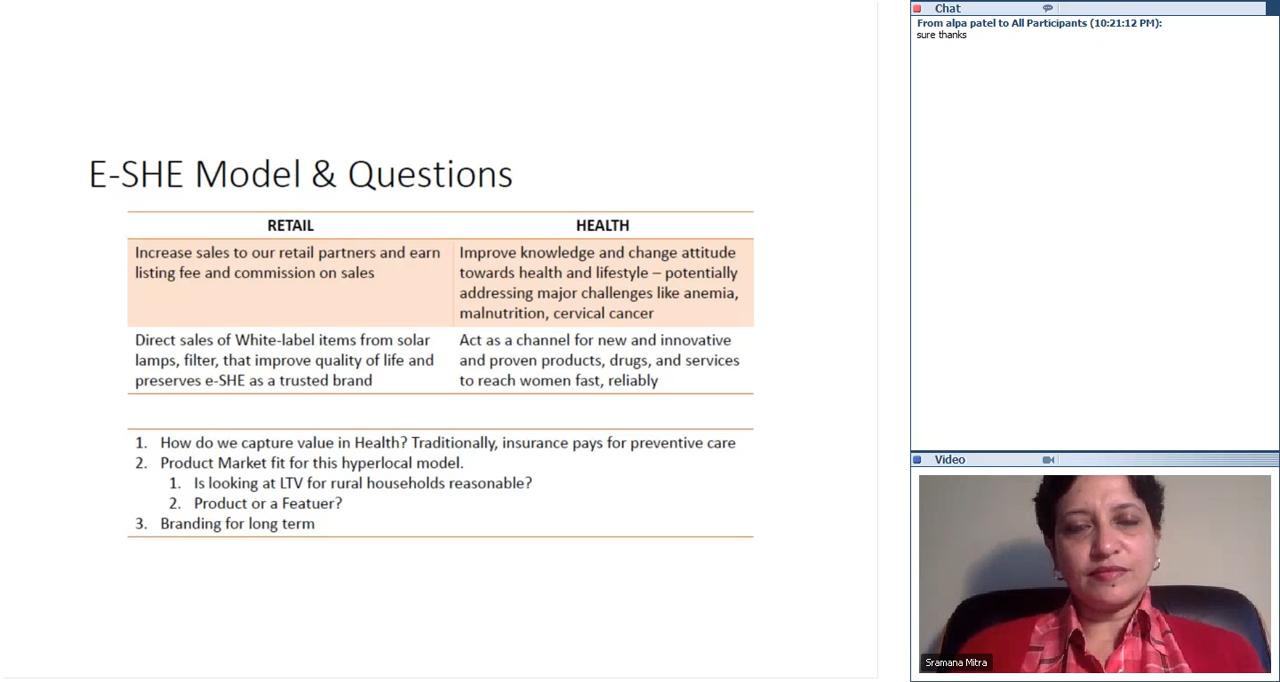 E-SHE Model & Questions
RETAIL
HEALTH
Increase sales to our retail partners and earn
listing fee and commission on sales
Improve knowledge and change attitude
towards health and lifestyle – potentially
addressing major challenges like anemia,
malnutrition, cervical cancer
Direct sales of White-label items from solar
lamps, filter, that improve quality of life and
preserves e-SHE as a trusted brand
Act as a channel for new and innovative
and proven products, drugs, and services
to reach women fast, reliably
1. How do we capture value in Health? Traditionally, insurance pays for preventive care
2. Product Market fit for this hyperlocal model.
1. Is looking at LTV for rural households reasonable?
2. Product or a Featuer?
3. Branding for long term
Chat
From alpa patel to All Participants (10:21:12 PM):
sure thanks
Video
Sramana Mitra